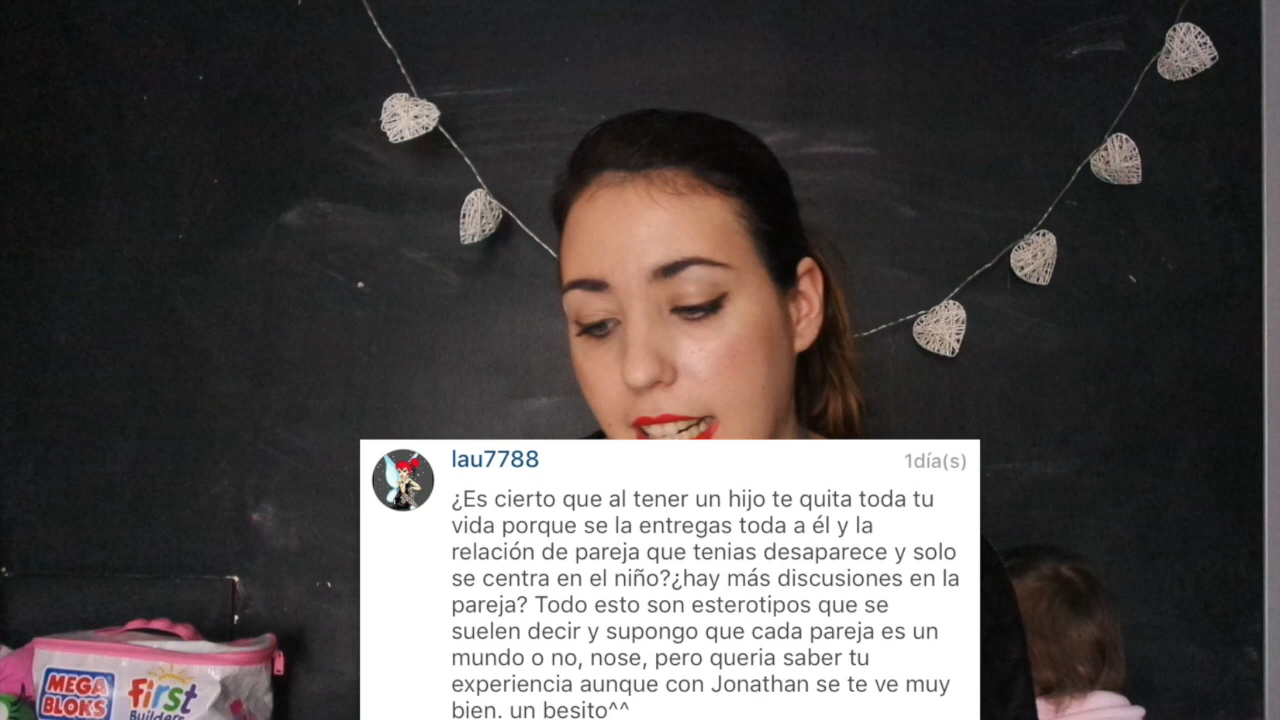 lau7788
1día(s)
¿Es cierto que al tener un hijo te quita toda tu
vida porque se la entregas toda a él y la
relación de pareja que tenias desaparece y solo
se centra en el niño?¿hay más discusiones en la
pareja? Todo esto son esterotipos que se
suelen decir y supongo que cada pareja es un
mundo o no, nose, pero queria saber tu
experiencia aunque con Jonathan se te ve muy
bien. un besito^^
MEGA
BLOKS
first
Builders